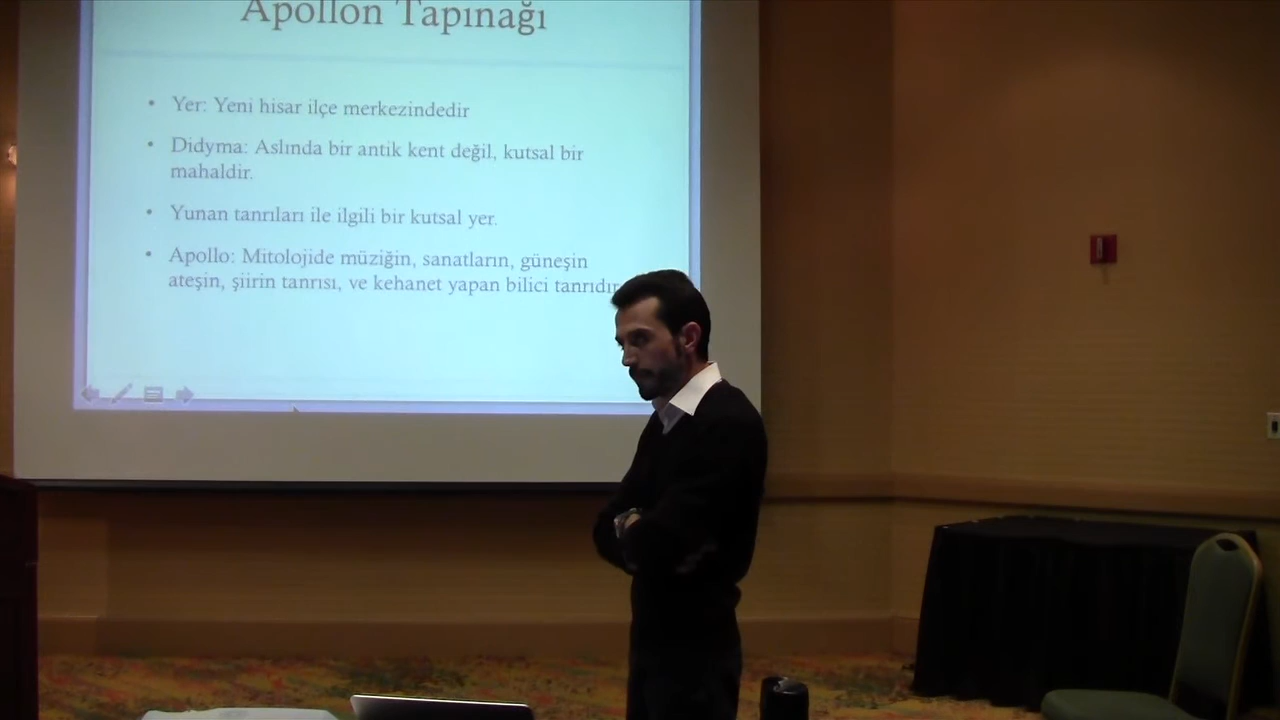 Apollon Tapınağı
• Yer: Yeni hisar ilçe merkezindedir
• Didyma: Aslında bir antik kent değil, kutsal bir
mahaldir.
• Yunan tanrıları ile ilgili bir kutsal yer.
• Apollo: Mitolojide müziğin, sanatların, güneşin
ateşin, şiirin tanrısı, ve kehanet yapan bilici tanrıdır